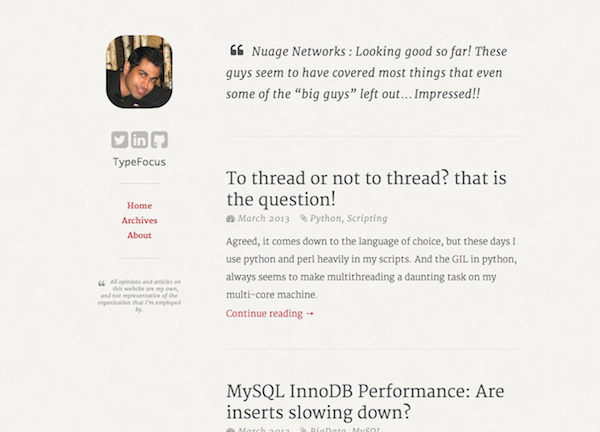 TypeFocus
Home
Archives
About
“ All opinions and articles on
this website are my own,
and not representative of the
organisation that I'm employed
by.
“ Nuage Networks : Looking good so far! These
guys seem to have covered most things that even
some of the “big guys” left out... Impressed!!
To thread or not to thread? that is
the question!
March 2013 Python, Scripting
Agreed, it comes down to the language of choice, but these days I
use python and perl heavily in my scripts. And the GIL in python,
always seems to make multithreading a daunting task on my
multi-core machine.
Continue reading →
MySQL InnoDB Performance: Are
inserts slowing down?
March 2013 BigData, MySQL